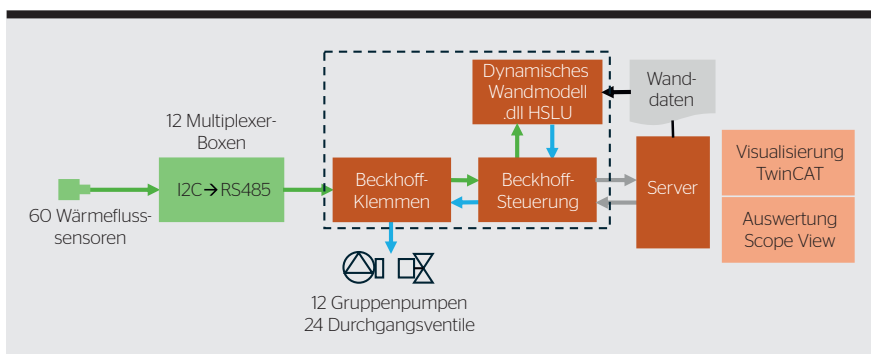 12 Multiplexer-
Boxen
I2C→RS485
60 Wärmefluss-
sensoren
Beckhoff-
Klemmen
Dynamisches
Wandmodell
.dll HSLU
Beckhoff-
Steuerung
Wand-
daten
Server
Visualisierung
TwinCAT
Auswertung
Scope View
12 Gruppenpumpen
24 Durchgangsventile